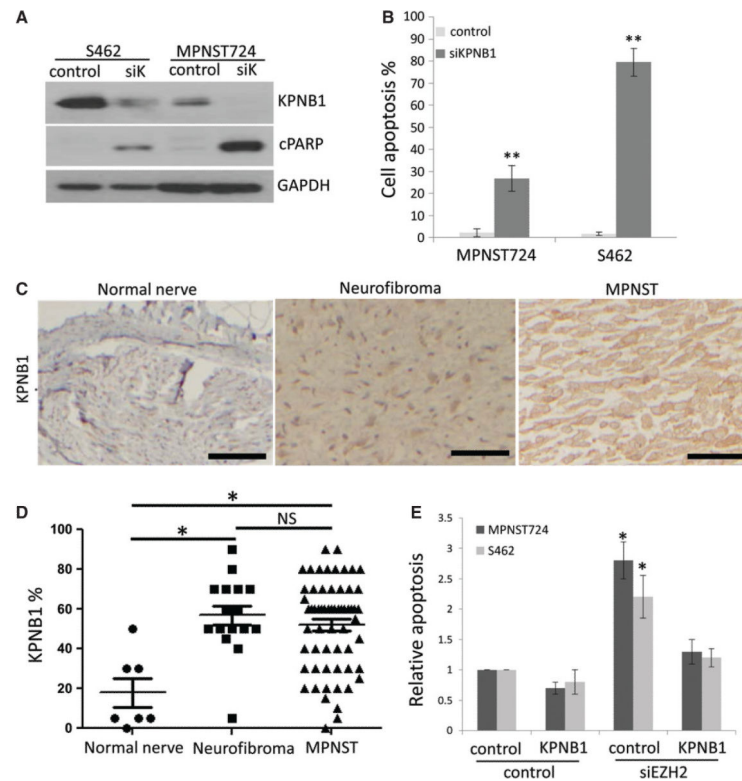 A
S462 MPNST724
control siK control siK
KPNB1
cPARP
GAPDH
B
control
siKPNB1
Cell apoptosis %
100
90
80
70
60
50
40
30
20
10
0
**
**
MPNST724 S462
C
Normal nerve Neurofibroma MPNST
KPNB1
D
*
* NS
KPNB1 %
100
80
60
40
20
0
Normal nerve Neurofibroma MPNST
E
MPNST724
S462
Relative apoptosis
3.5
3
2.5
2
1.5
1
0.5
0
*
*
control KPNB1 control KPNB1
control siEZH2